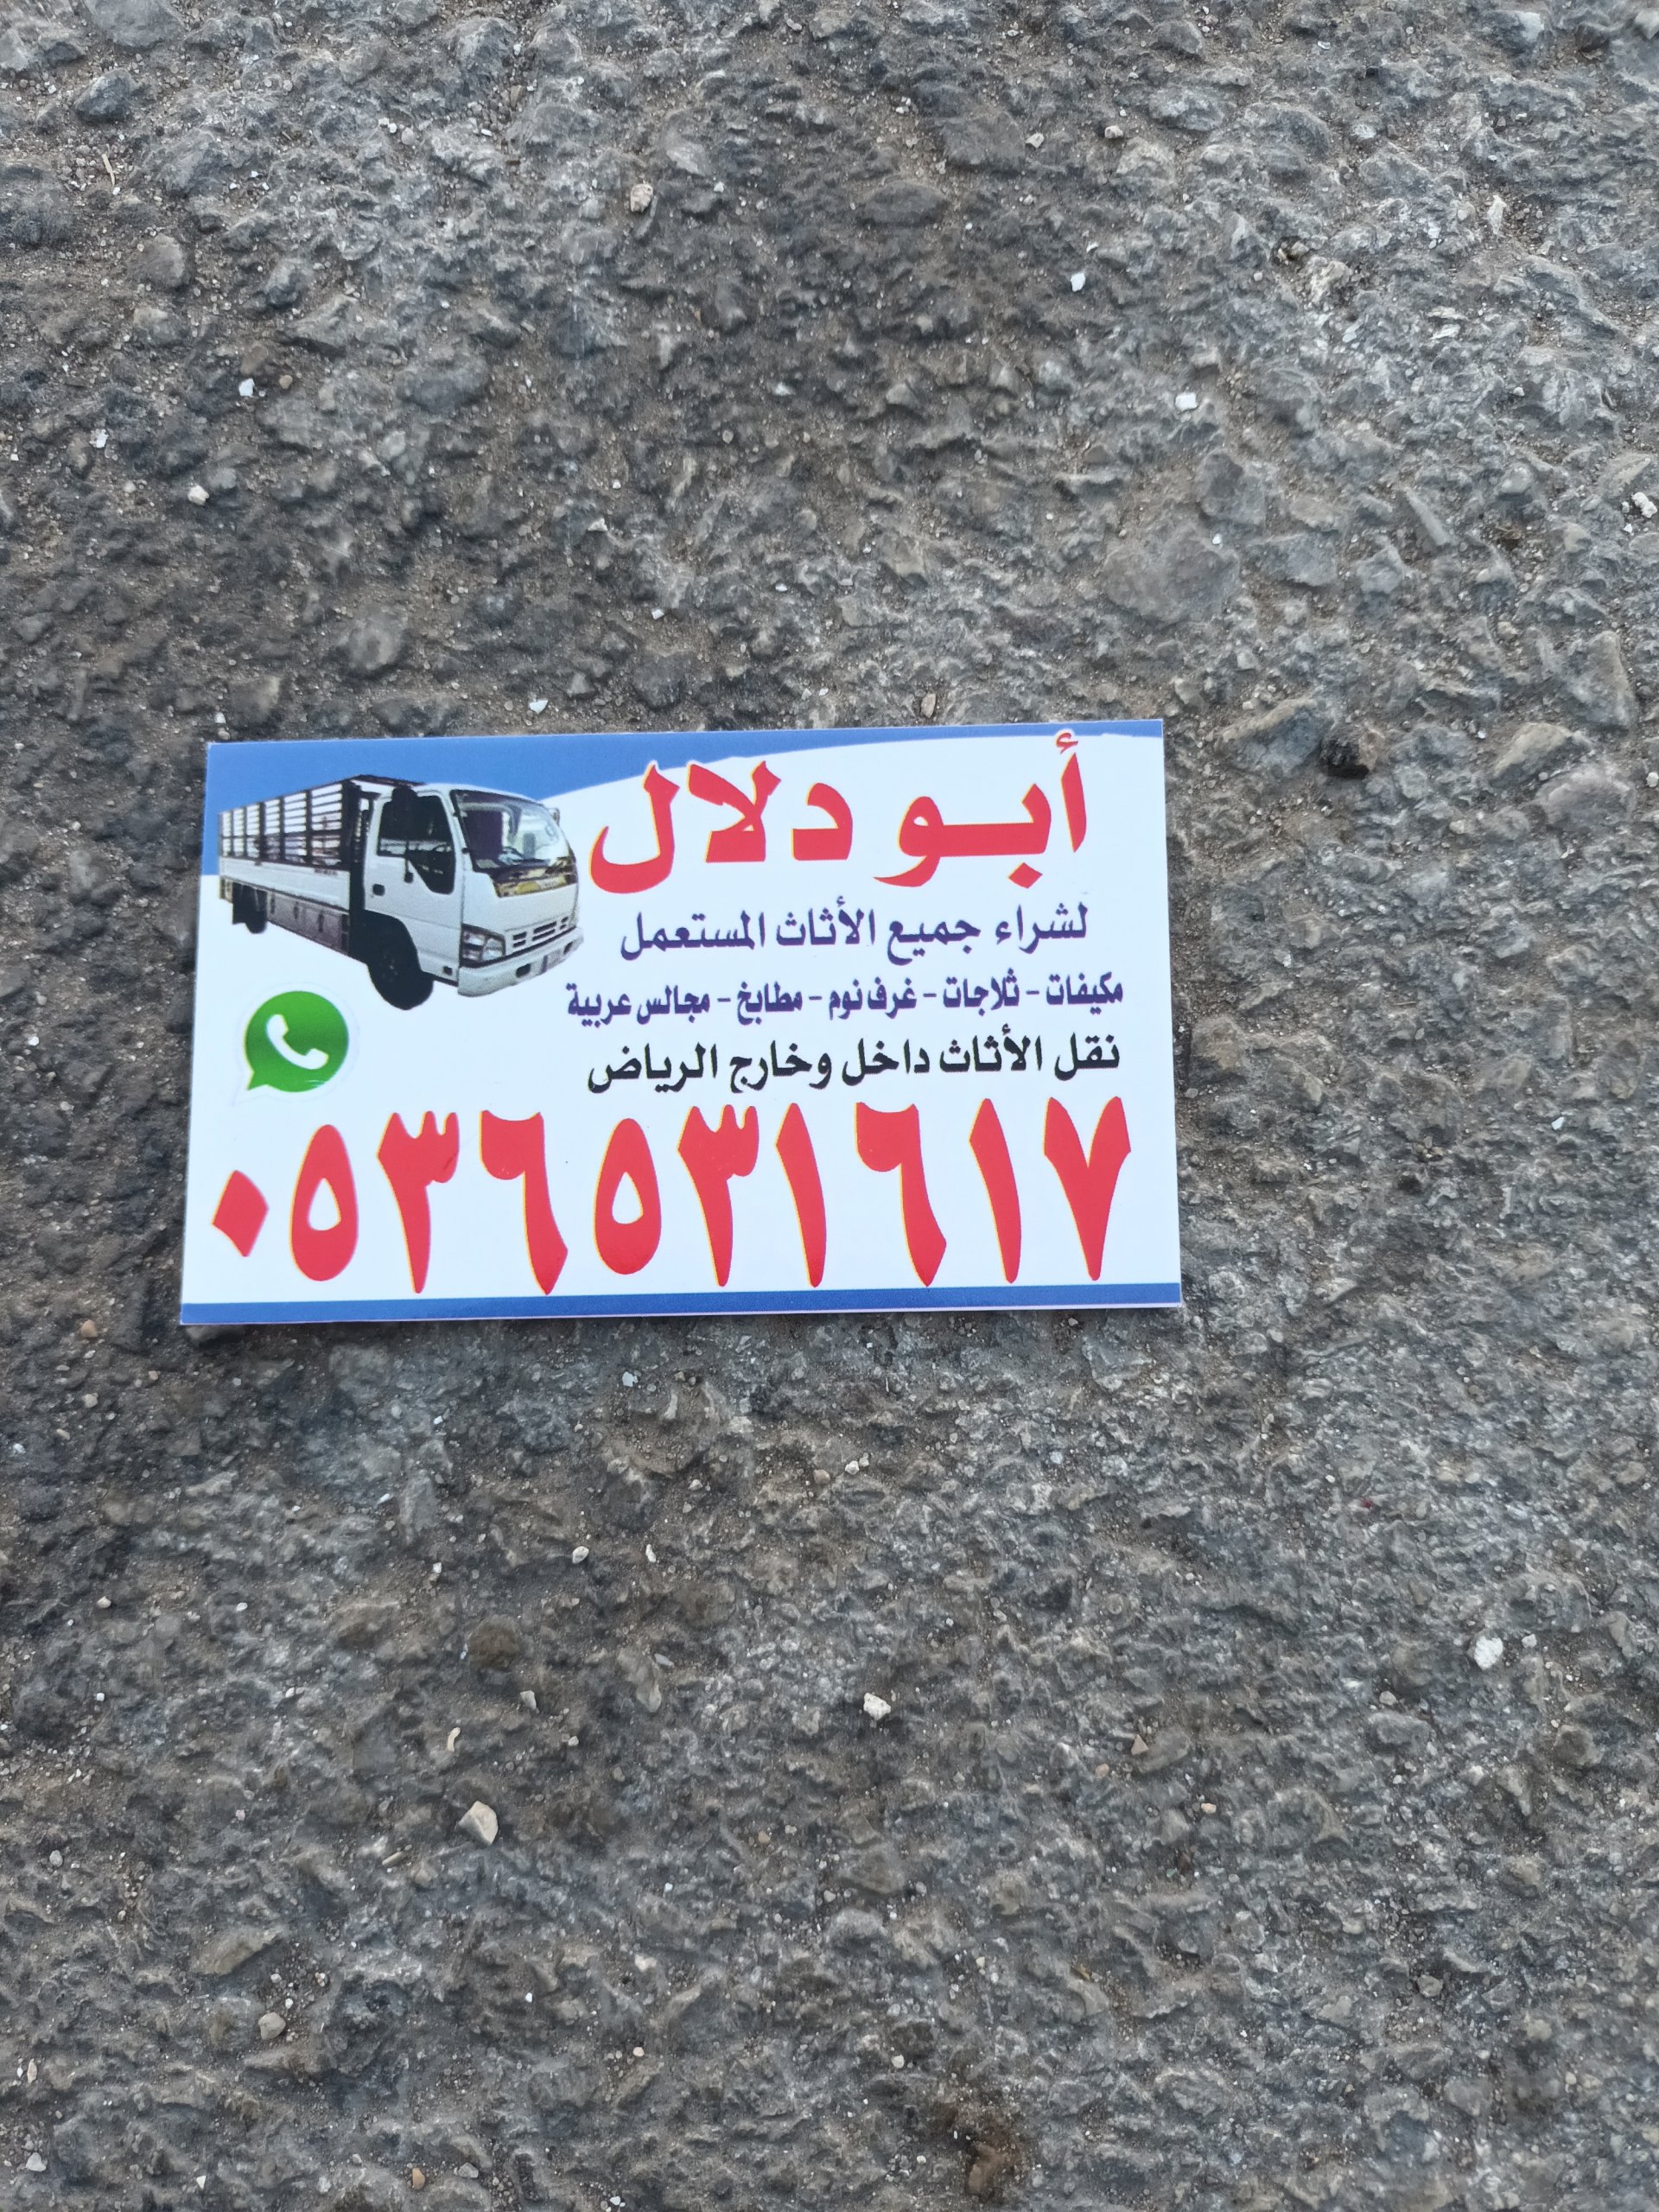 أبو دلال
لشراء جميع الأثاث المستعمل
مكيفات - ثلاجات - غرف نوم - مطابخ - مجالس عربية
نقل الأثاث داخل وخارج الرياض
٠٥٣٦٥٣١٦١٧